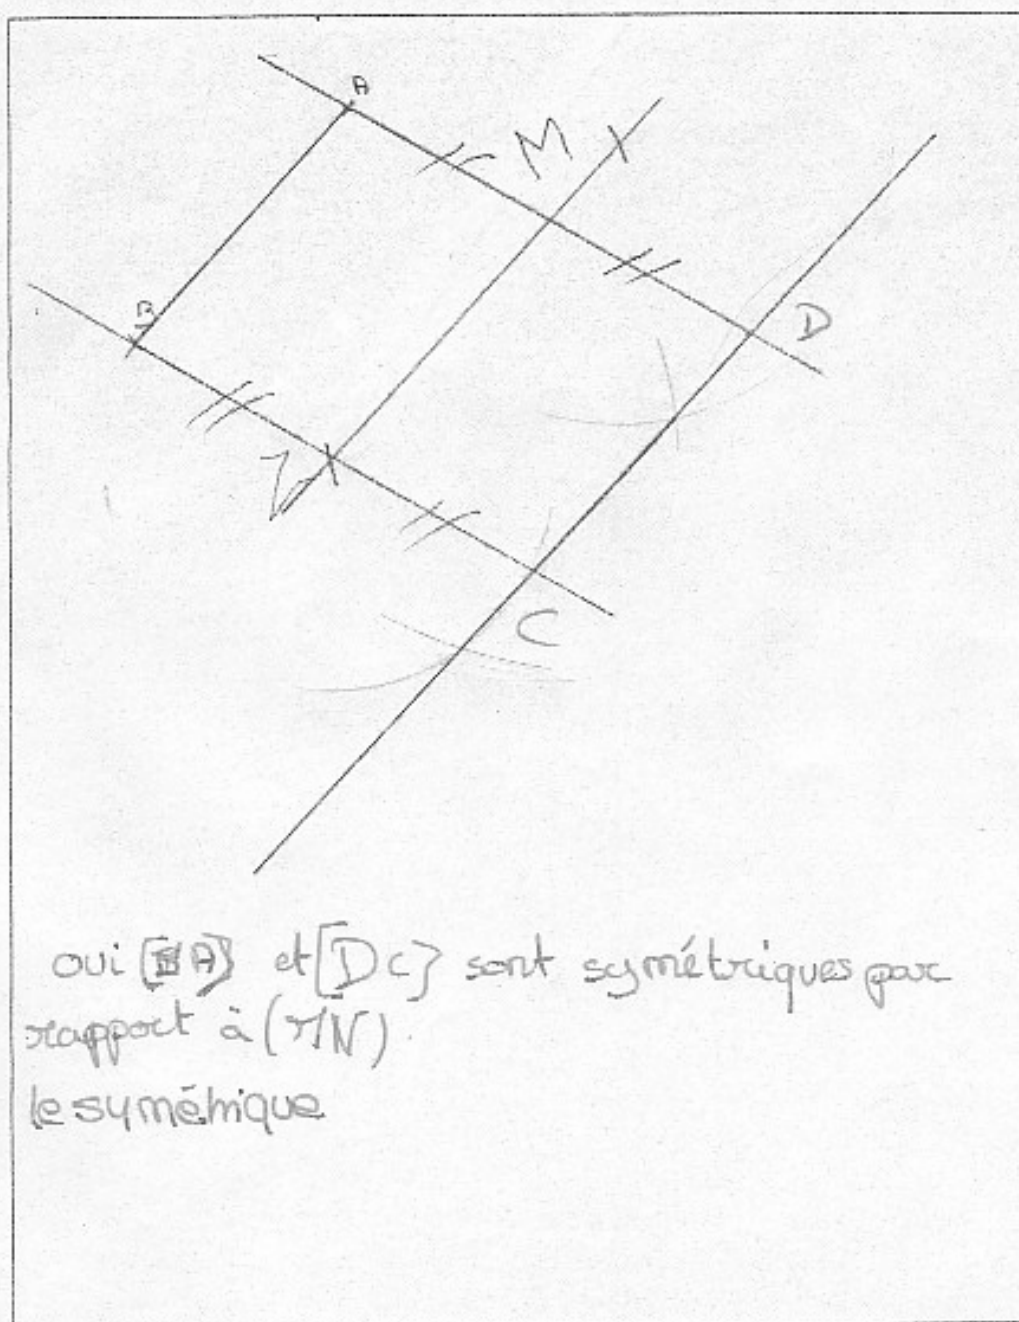 A
M
B
D
N
C
oui [BA] et [DC] sont symétriques par
rapport à (MN)
le symétrique